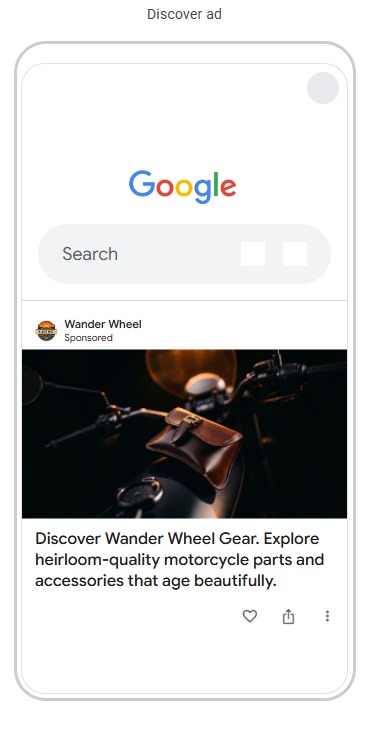 Discover ad
Google
Search
Wander Wheel
Sponsored
Discover Wander Wheel Gear. Explore
heirloom-quality motorcycle parts and
accessories that age beautifully.